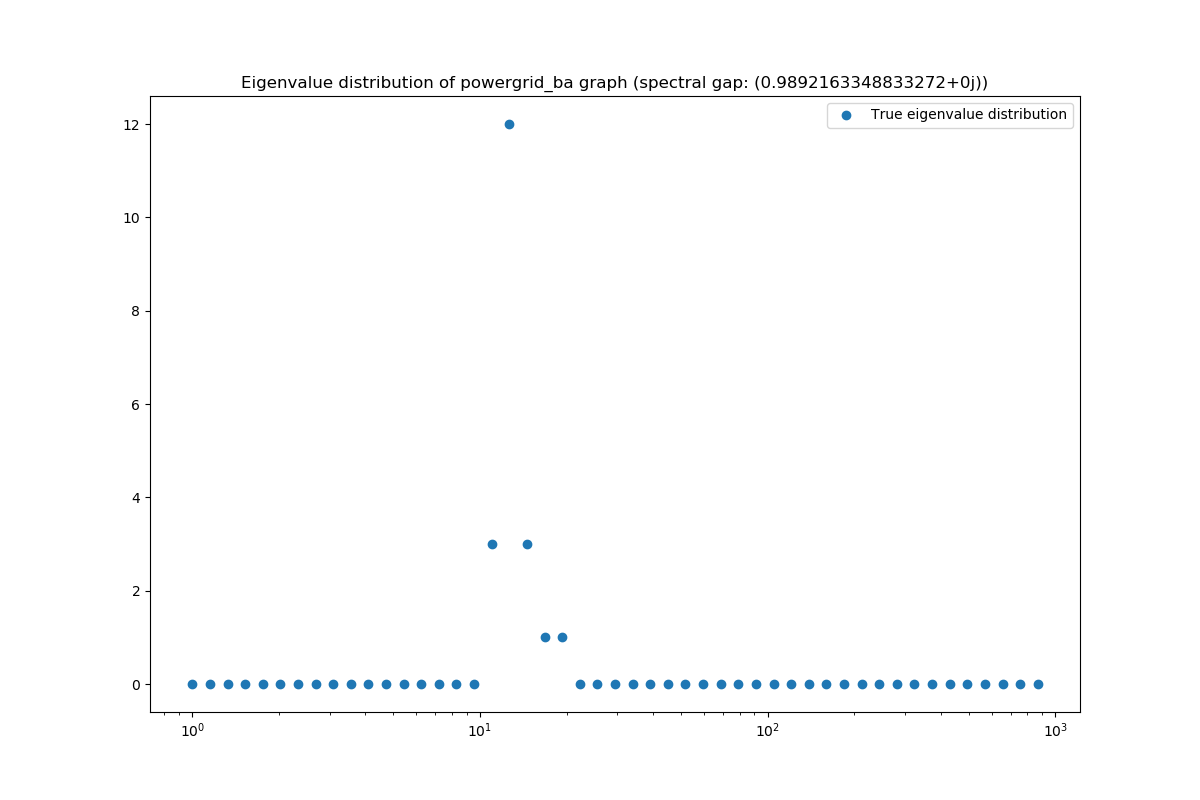 Eigenvalue distribution of powergrid_ba graph (spectral gap: (0.9892163348833272+0j))
True eigenvalue distribution
12
10
8
6
4
2
0
10⁰ 10¹ 10² 10³